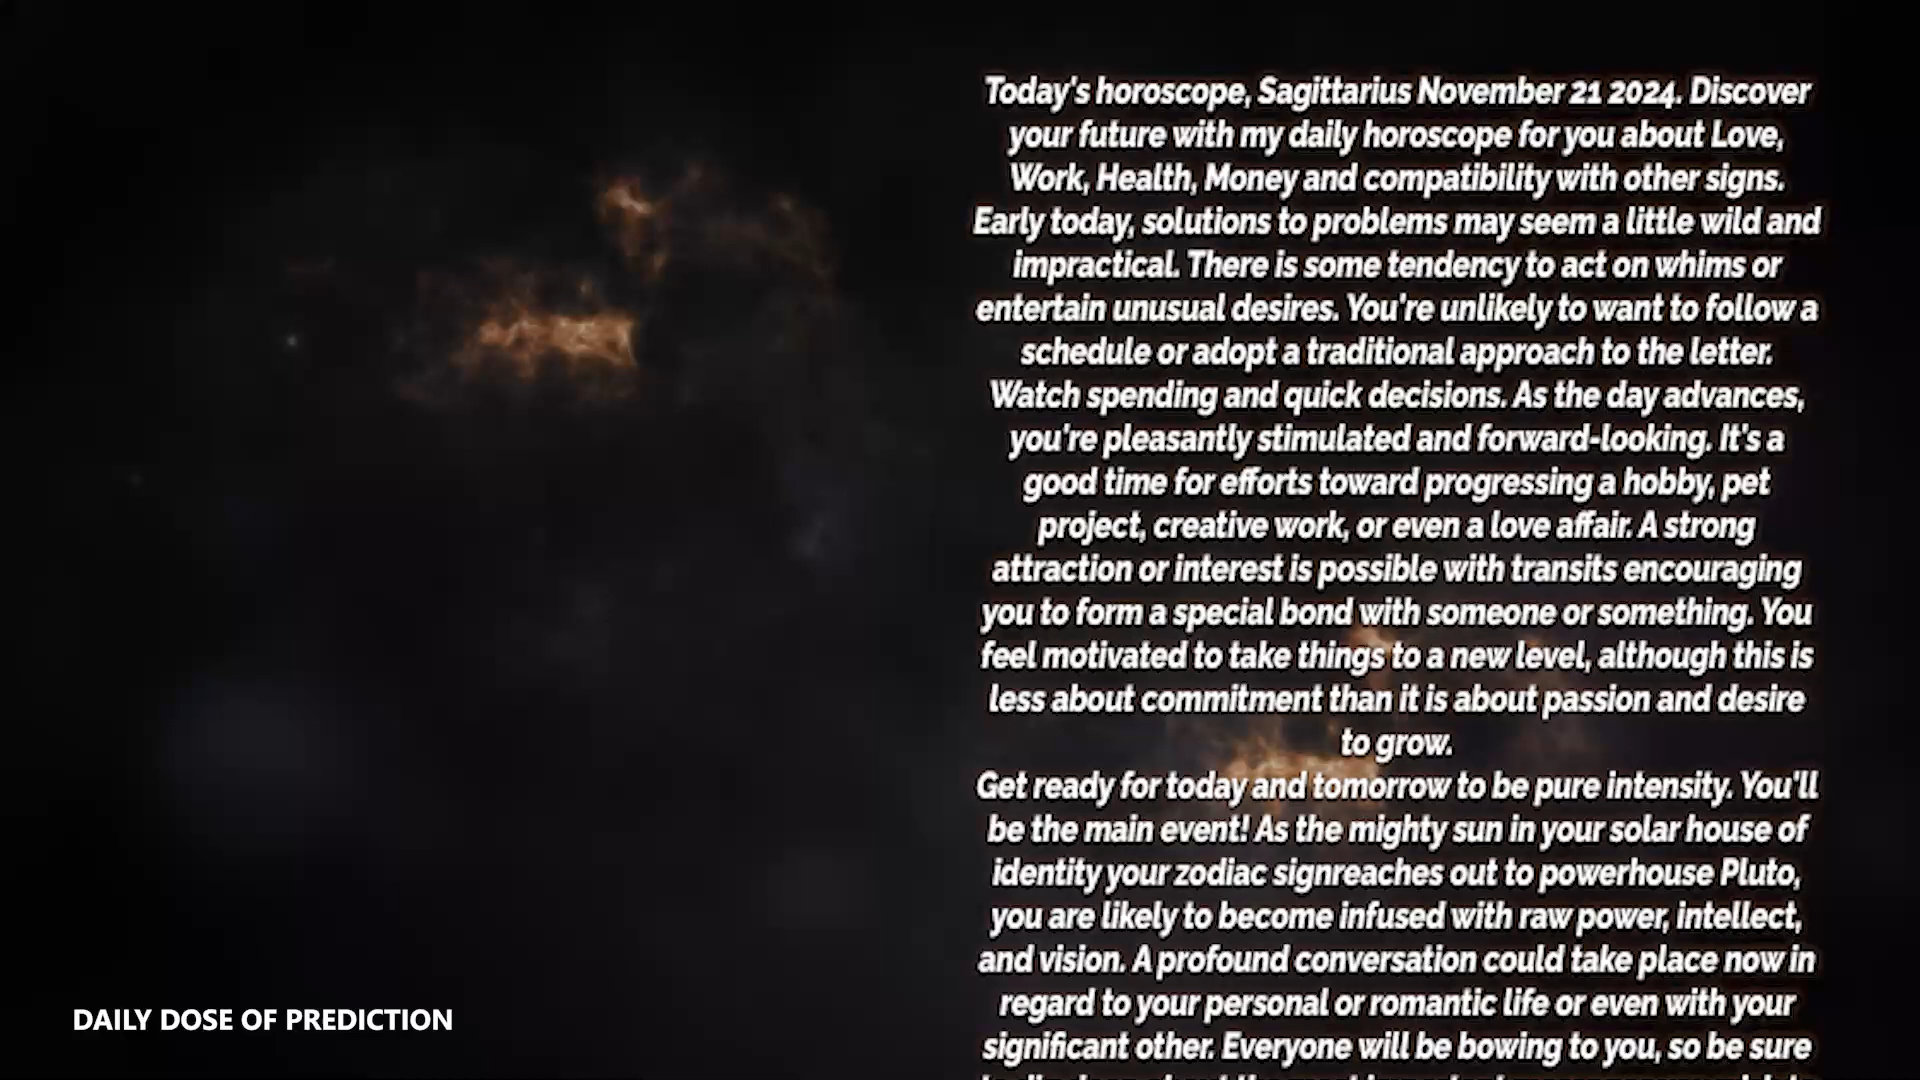 Today's horoscope, Sagittarius November 21 2024. Discover
your future with my daily horoscope for you about Love,
Work, Health, Money and compatibility with other signs.
Early today, solutions to problems may seem a little wild and
impractical. There is some tendency to act on whims or
entertain unusual desires. You're unlikely to want to follow a
schedule or adopt a traditional approach to the letter.
Watch spending and quick decisions. As the day advances,
you're pleasantly stimulated and forward-looking. It's a
good time for efforts toward progressing a hobby, pet
project, creative work, or even a love affair. A strong
attraction or interest is possible with transits encouraging
you to form a special bond with someone or something. You
feel motivated to take things to a new level, although this is
less about commitment than it is about passion and desire
to grow.
Get ready for today and tomorrow to be pure intensity. You'll
be the main event! As the mighty sun in your solar house of
identity your zodiac signreaches out to powerhouse Pluto,
you are likely to become infused with raw power, intellect,
and vision. A profound conversation could take place now in
regard to your personal or romantic life or even with your
significant other. Everyone will be bowing to you, so be sure
DAILY DOSE OF PREDICTION